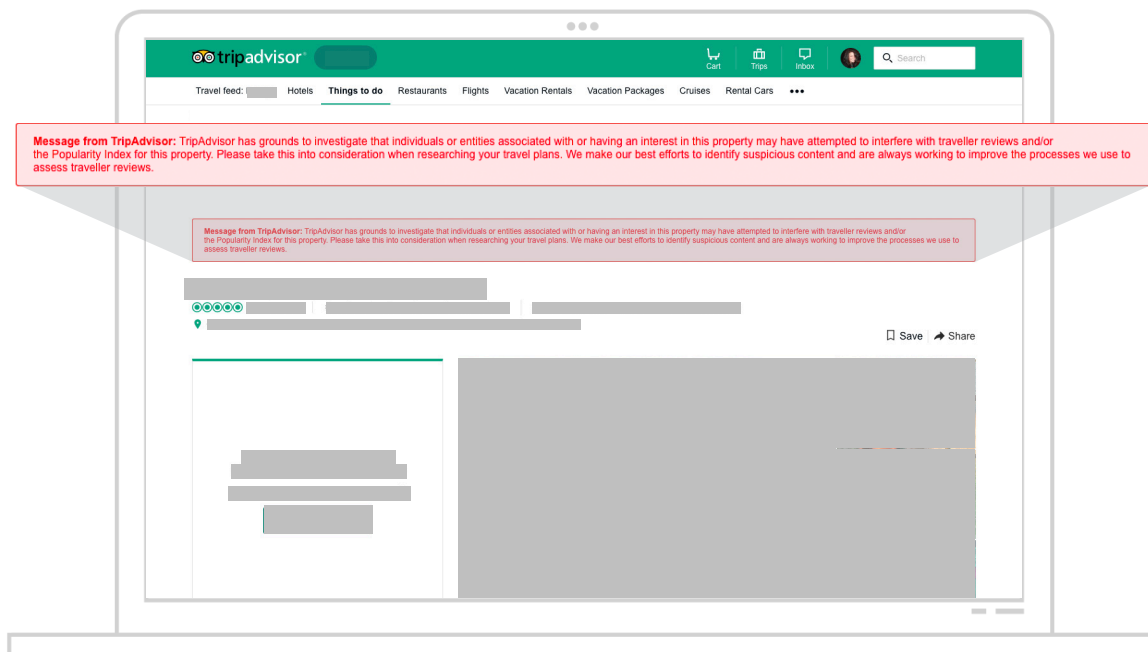 tripadvisor
Cart
Trips
Inbox
Search
Travel feed: Hotels Things to do Restaurants Flights Vacation Rentals Vacation Packages Cruises Rental Cars •••
Message from TripAdvisor: TripAdvisor has grounds to investigate that individuals or entities associated with or having an interest in this property may have attempted to interfere with traveller reviews and/or
the Popularity Index for this property. Please take this into consideration when researching your travel plans. We make our best efforts to identify suspicious content and are always working to improve the processes we use to
assess traveller reviews.
Message from TripAdvisor: TripAdvisor has grounds to investigate that individuals or entities associated with or having an interest in this property may have attempted to interfere with traveller reviews and/or
the Popularity Index for this property. Please take this into consideration when researching your travel plans. We make our best efforts to identify suspicious content and are always working to improve the processes we use to
assess traveller reviews.
Save
Share